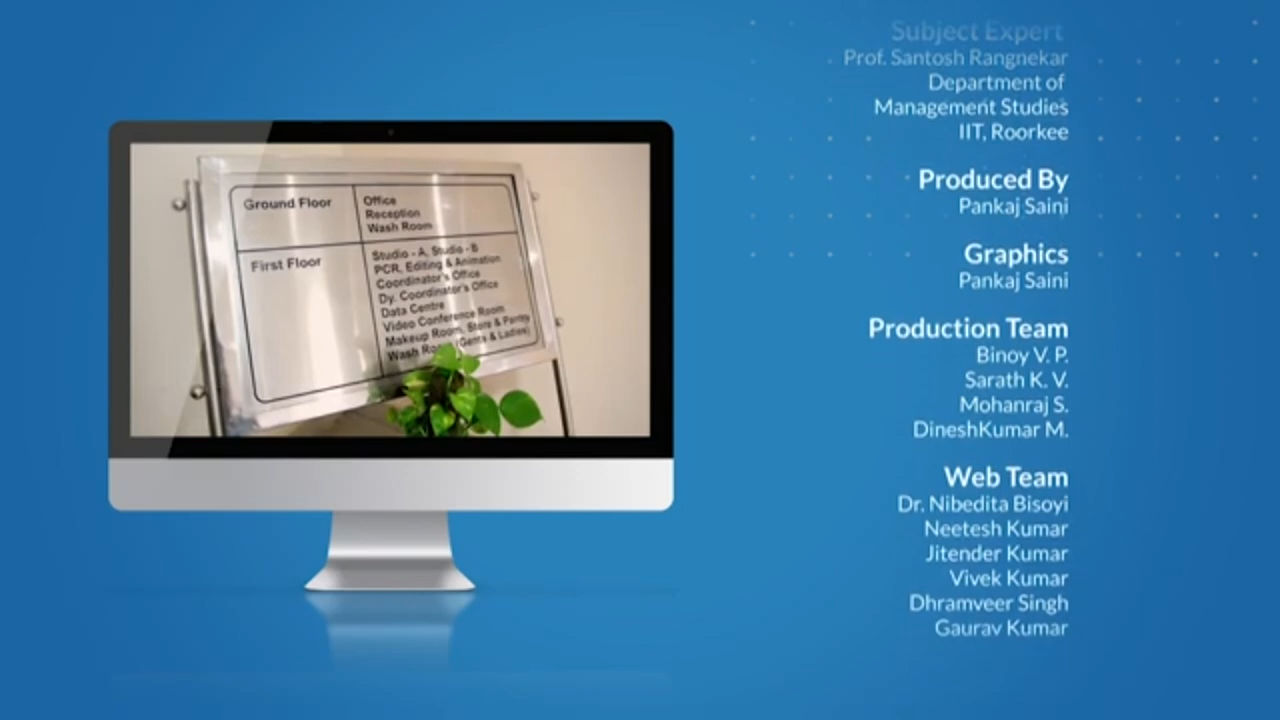 Ground Floor
Office
Reception
Wash Room
First Floor
Studio - A, Studio - B
PCR, Editing & Animation
Coordinator's Office
Dy. Coordinator's Office
Data Centre
Video Conference Room
Makeup Room, Store & Pantry
Wash Room (Gents & Ladies)
Subject Expert
Prof. Santosh Rangnekar
Department of
Management Studies
IIT, Roorkee
Produced By
Pankaj Saini
Graphics
Pankaj Saini
Production Team
Binoy V. P.
Sarath K. V.
Mohanraj S.
DineshKumar M.
Web Team
Dr. Nibedita Bisoyi
Neetesh Kumar
Jitender Kumar
Vivek Kumar
Dhramveer Singh
Gaurav Kumar